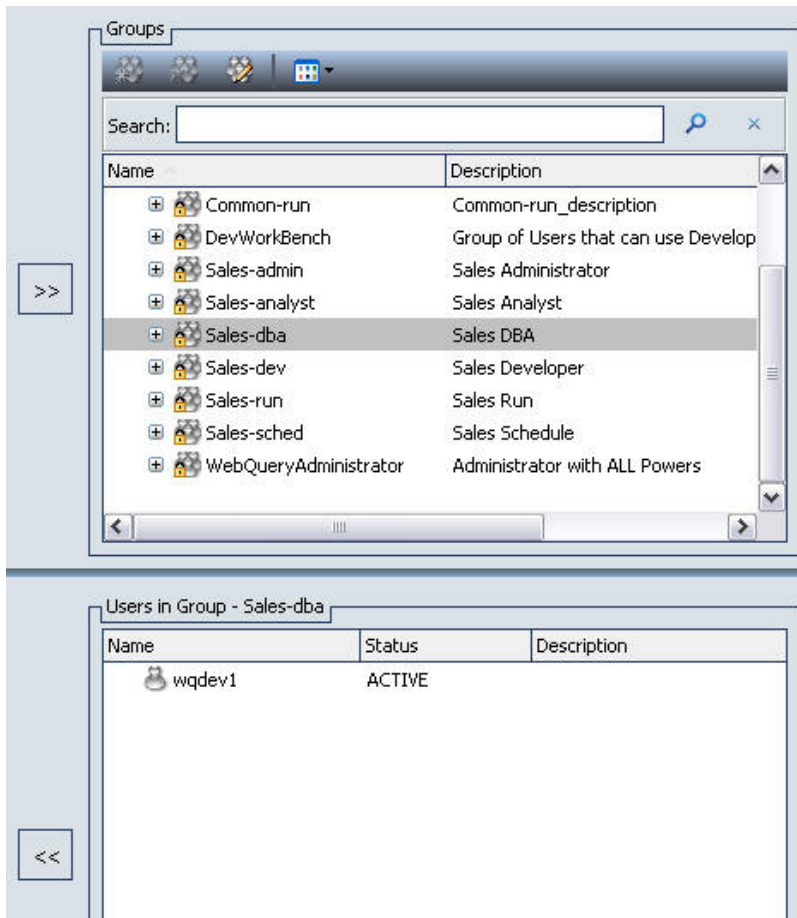 Groups
Search:
Name Description
Common-run Common-run_description
DevWorkBench Group of Users that can use Develop
Sales-admin Sales Administrator
>>
Sales-analyst Sales Analyst
Sales-dba Sales DBA
Sales-dev Sales Developer
Sales-run Sales Run
Sales-sched Sales Schedule
WebQueryAdministrator Administrator with ALL Powers
Users in Group - Sales-dba
Name Status Description
wqdev1 ACTIVE
<<